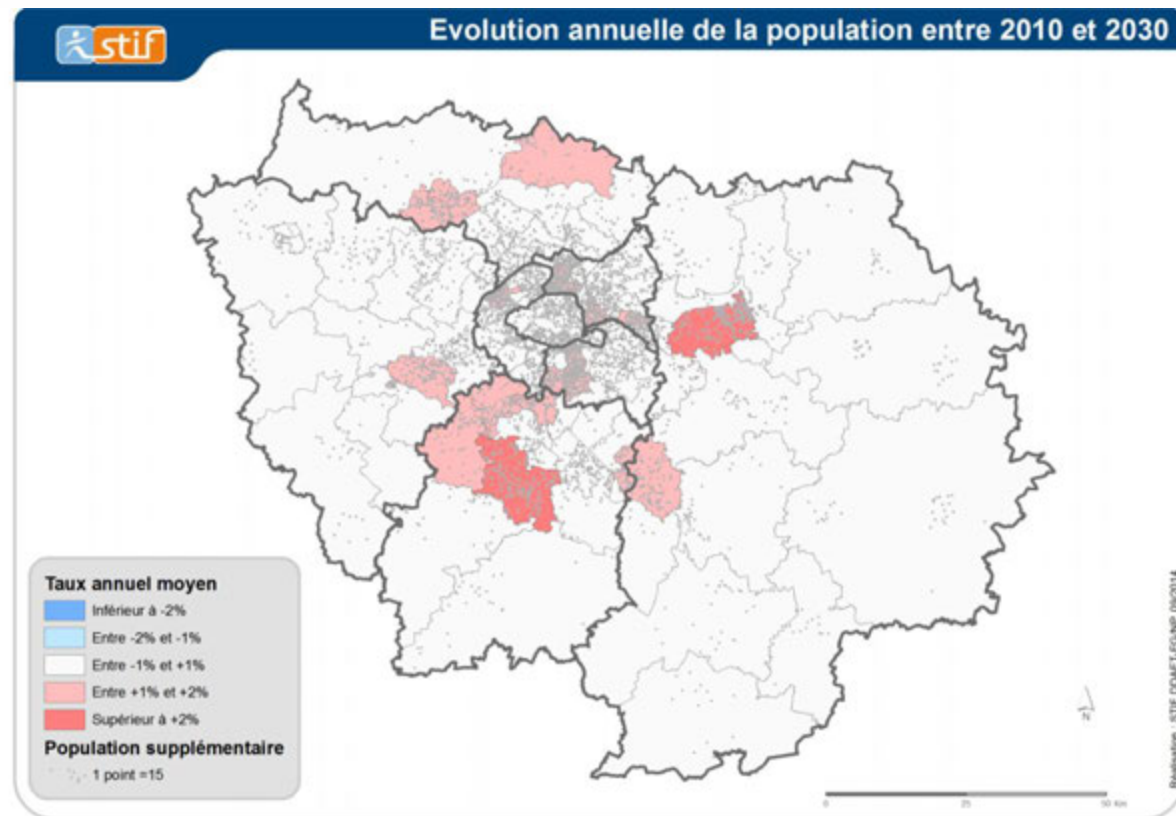 stif
Evolution annuelle de la population entre 2010 et 2030
Taux annuel moyen
Inférieur à -2%
Entre -2% et -1%
Entre -1% et +1%
Entre +1% et +2%
Supérieur à +2%
Population supplémentaire
1 point =15
N
0 25 50 Km